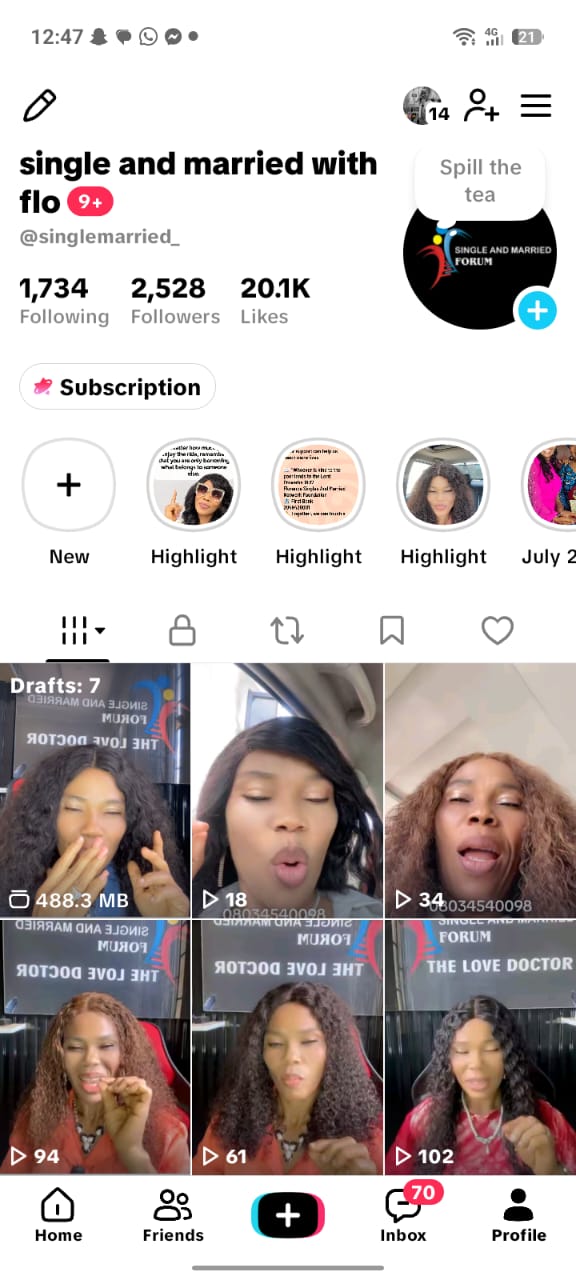 12:47
4G
21
14
single and married with
flo 9+
@singlemarried_
Spill the
tea
SINGLE AND MARRIED
FORUM
1,734 2,528 20.1K
Following Followers Likes
Subscription
New Highlight Highlight Highlight July 2
Drafts: 7
SINGLE AND MARRIED
FORUM
THE LOVE DOCTOR
488.3 MB
18
08034540098
34
08034540098
SINGLE AND MARRIED
FORUM
THE LOVE DOCTOR
94
SINGLE AND MARRIED
FORUM
THE LOVE DOCTOR
61
FORUM
THE LOVE DOCTOR
102
Home Friends Inbox 70 Profile